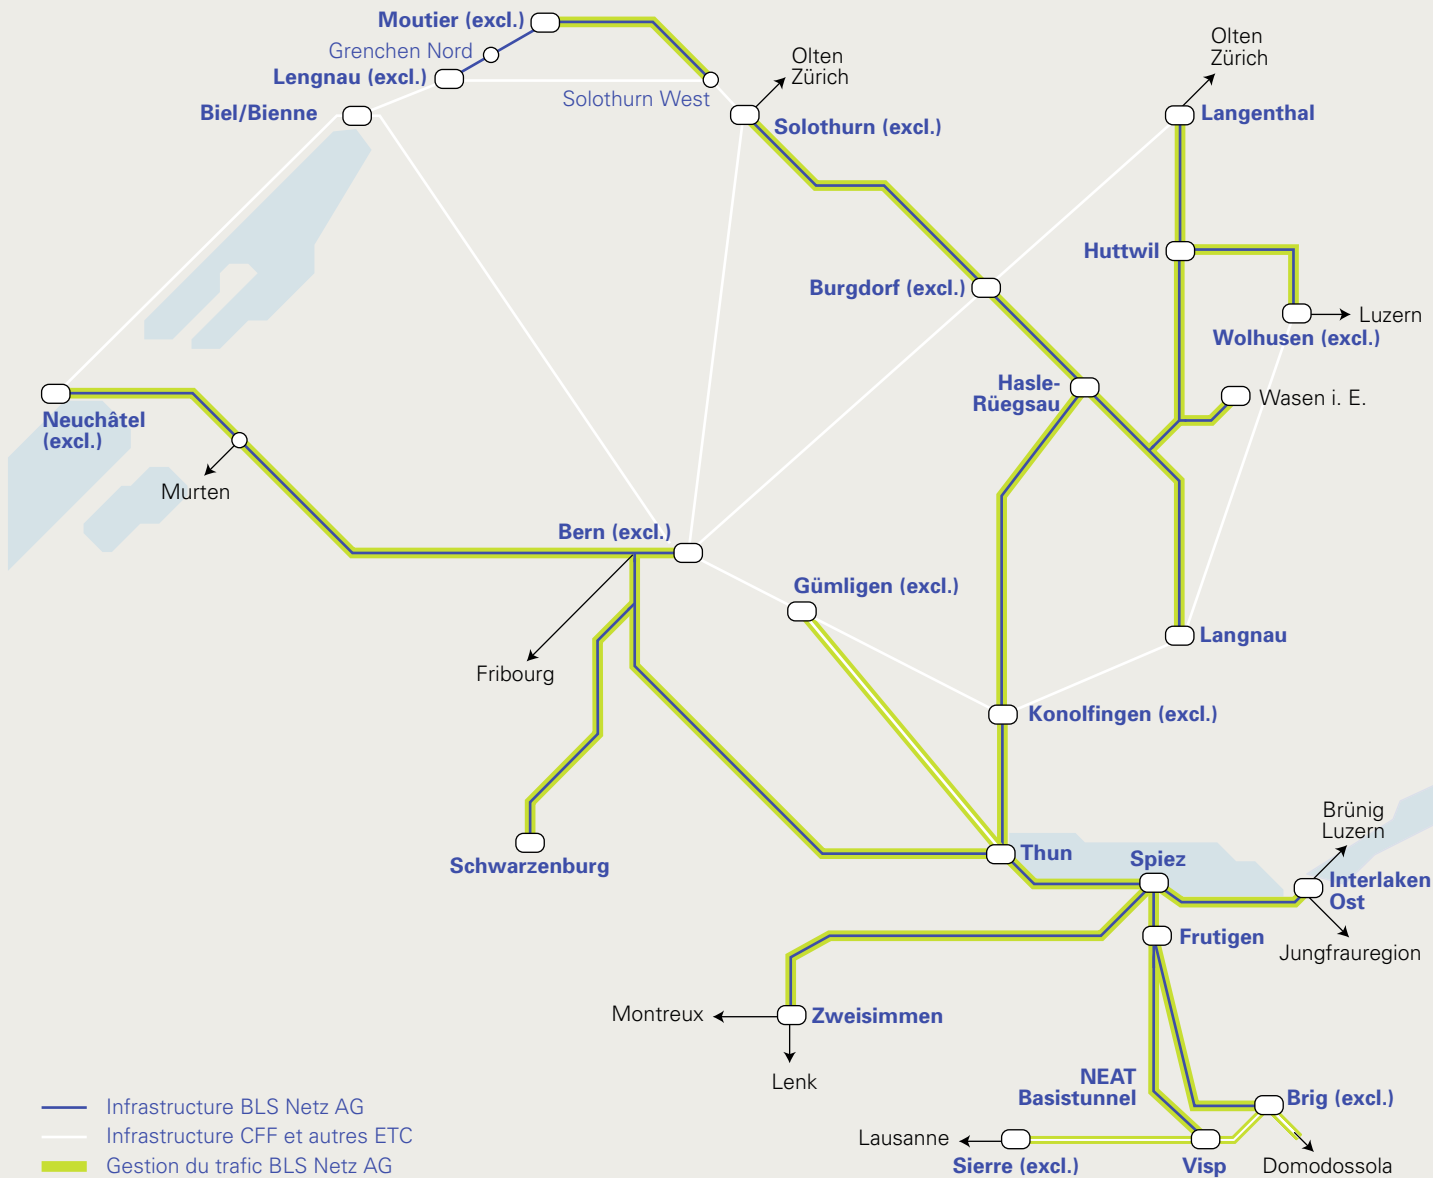 Moutier (excl.)
Grenchen Nord
Lengnau (excl.)
Biel/Bienne
Solothurn West
Olten
Zürich
Solothurn (excl.)
Olten
Zürich
Langenthal
Huttwil
Burgdorf (excl.)
Luzern
Wolhusen (excl.)
Hasle-
Rüegsau
Wasen i. E.
Neuchâtel
(excl.)
Murten
Bern (excl.)
Gümligen (excl.)
Langnau
Fribourg
Konolfingen (excl.)
Schwarzenburg
Thun
Spiez
Brünig
Luzern
Interlaken
Ost
Frutigen
Jungfrauregion
Montreux
Zweisimmen
Lenk
NEAT
Basistunnel
Brig (excl.)
Lausanne
Sierre (excl.)
Visp
Domodossola
Infrastructure BLS Netz AG
Infrastructure CFF et autres ETC
Gestion du trafic BLS Netz AG